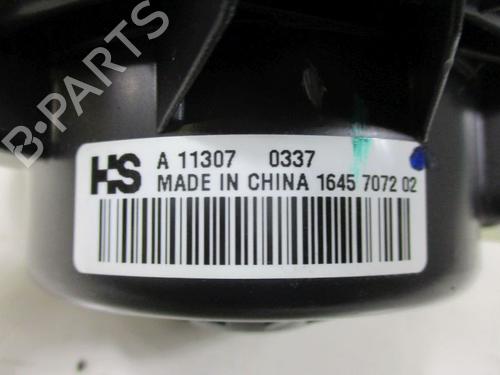 B-PARTS
HS A 11307 0337
MADE IN CHINA 1645 7072 02